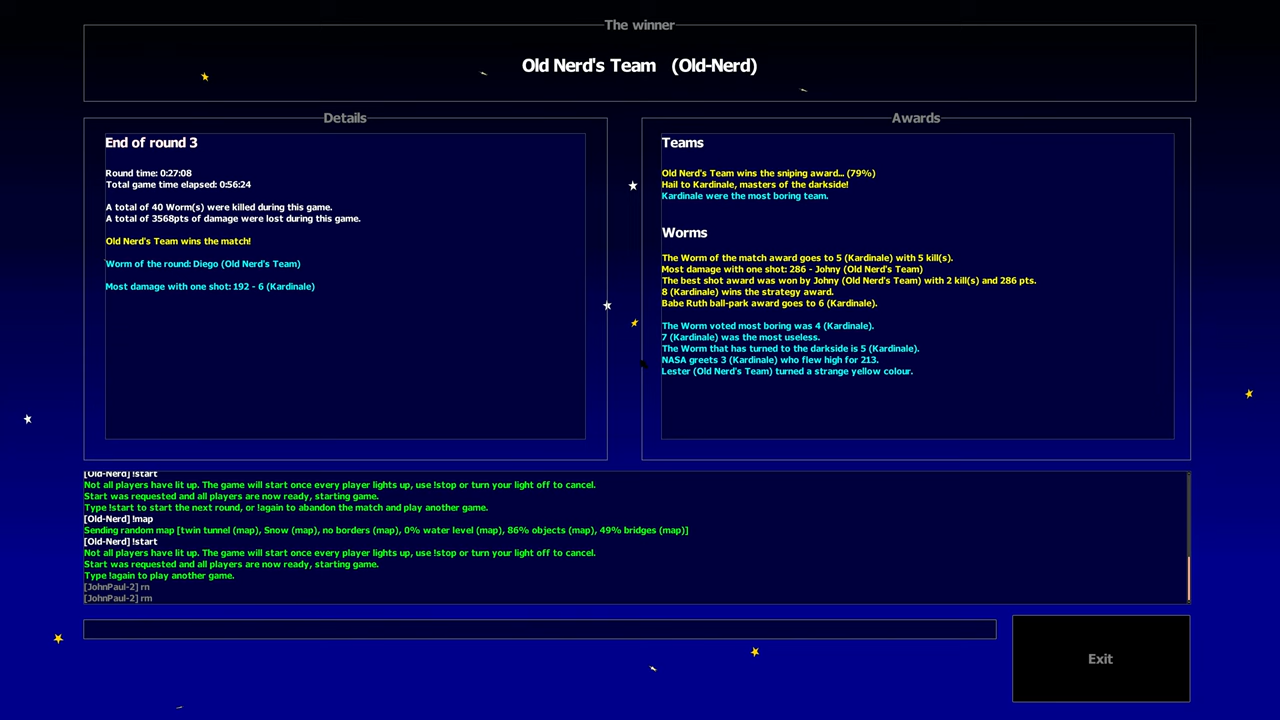 The winner
Old Nerd's Team (Old-Nerd)
Details
End of round 3
Round time: 0:27:08
Total game time elapsed: 0:56:24
A total of 40 Worm(s) were killed during this game.
A total of 3568pts of damage were lost during this game.
Old Nerd's Team wins the match!
Worm of the round: Diego (Old Nerd's Team)
Most damage with one shot: 192 - 6 (Kardinale)
Awards
Teams
Old Nerd's Team wins the sniping award... (79%)
Hail to Kardinale, masters of the darkside!
Kardinale were the most boring team.
Worms
The Worm of the match award goes to 5 (Kardinale) with 5 kill(s).
Most damage with one shot: 286 - Johny (Old Nerd's Team)
The best shot award was won by Johny (Old Nerd's Team) with 2 kill(s) and 286 pts.
8 (Kardinale) wins the strategy award.
Babe Ruth ball-park award goes to 6 (Kardinale).
The Worm voted most boring was 4 (Kardinale).
7 (Kardinale) was the most useless.
The Worm that has turned to the darkside is 5 (Kardinale).
NASA greets 3 (Kardinale) who flew high for 213.
Lester (Old Nerd's Team) turned a strange yellow colour.
[Old-Nerd] !start
Not all players have lit up. The game will start once every player lights up, use !stop or turn your light off to cancel.
Start was requested and all players are now ready, starting game.
Type !start to start the next round, or !again to abandon the match and play another game.
[Old-Nerd] !map
Sending random map [twin tunnel (map), Snow (map), no borders (map), 0% water level (map), 86% objects (map), 49% bridges (map)]
[Old-Nerd] !start
Not all players have lit up. The game will start once every player lights up, use !stop or turn your light off to cancel.
Start was requested and all players are now ready, starting game.
Type !again to play another game.
[JohnPaul-2] rn
[JohnPaul-2] rm
Exit